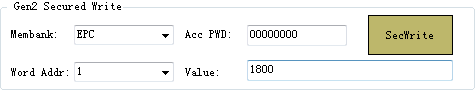 Gen2 Secured Write
Membank: EPC Acc PWD: 00000000 SecWrite
Word Addr: 1 Value: 1800